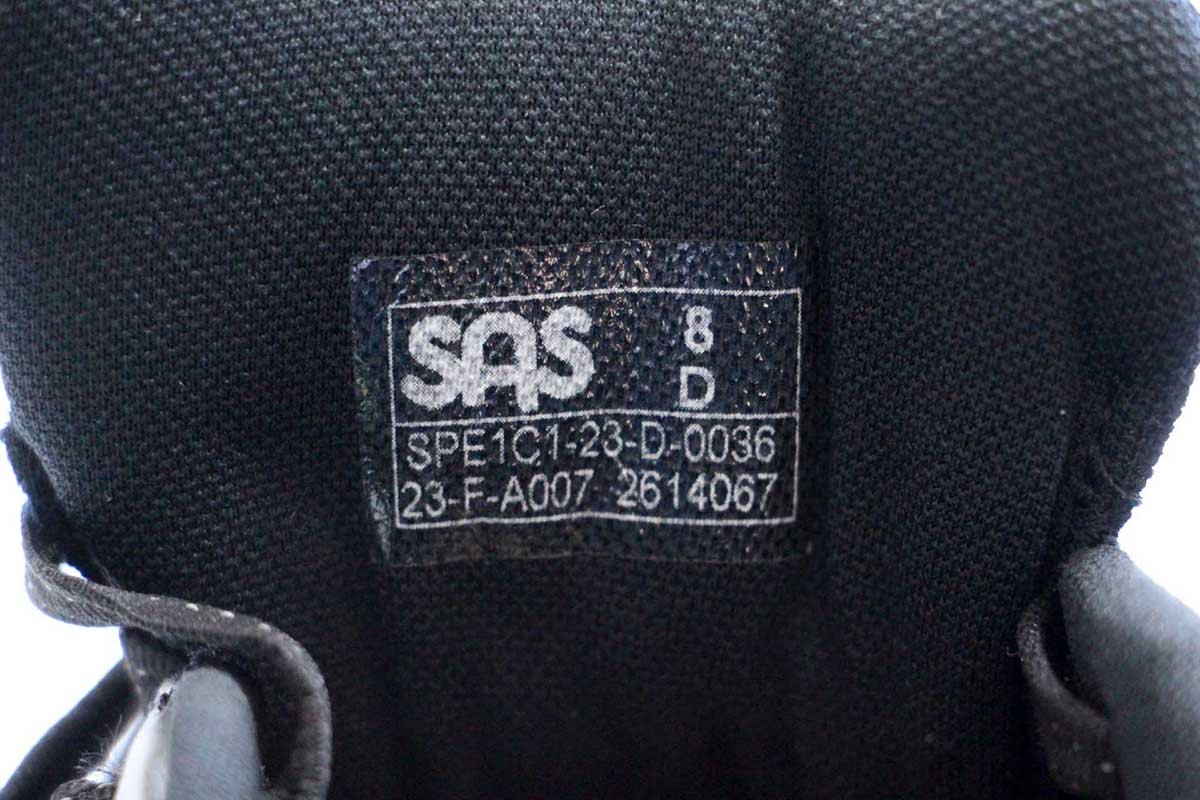 SAS 8
D
SPE1C1-23-D-0036
23-F-A007 2614067